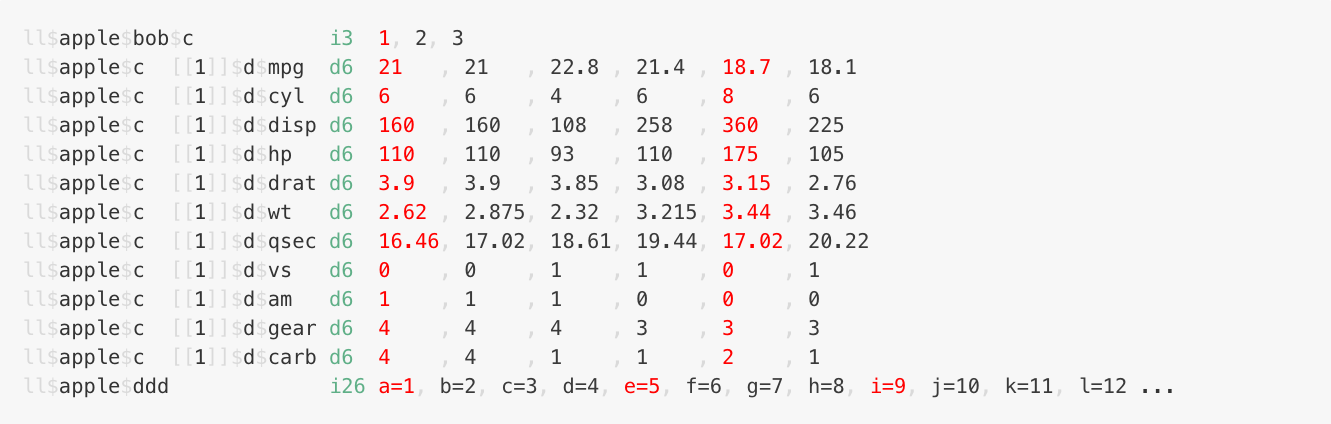 ll$apple$bob$c           i3  1, 2, 3
ll$apple$c  [[1]]$d$mpg  d6  21    , 21    , 22.8  , 21.4  , 18.7  , 18.1
ll$apple$c  [[1]]$d$cyl  d6  6     , 6     , 4     , 6     , 8     , 6
ll$apple$c  [[1]]$d$disp d6  160   , 160   , 108   , 258   , 360   , 225
ll$apple$c  [[1]]$d$hp   d6  110   , 110   , 93    , 110   , 175   , 105
ll$apple$c  [[1]]$d$drat d6  3.9   , 3.9   , 3.85  , 3.08  , 3.15  , 2.76
ll$apple$c  [[1]]$d$wt   d6  2.62  , 2.875, 2.32  , 3.215, 3.44  , 3.46
ll$apple$c  [[1]]$d$qsec d6  16.46, 17.02, 18.61, 19.44, 17.02, 20.22
ll$apple$c  [[1]]$d$vs   d6  0     , 0     , 1     , 1     , 0     , 1
ll$apple$c  [[1]]$d$am   d6  1     , 1     , 1     , 0     , 0     , 0
ll$apple$c  [[1]]$d$gear d6  4     , 4     , 4     , 3     , 3     , 3
ll$apple$c  [[1]]$d$carb d6  4     , 4     , 1     , 1     , 2     , 1
ll$apple$ddd             i26 a=1, b=2, c=3, d=4, e=5, f=6, g=7, h=8, i=9, j=10, k=11, l=12 ...